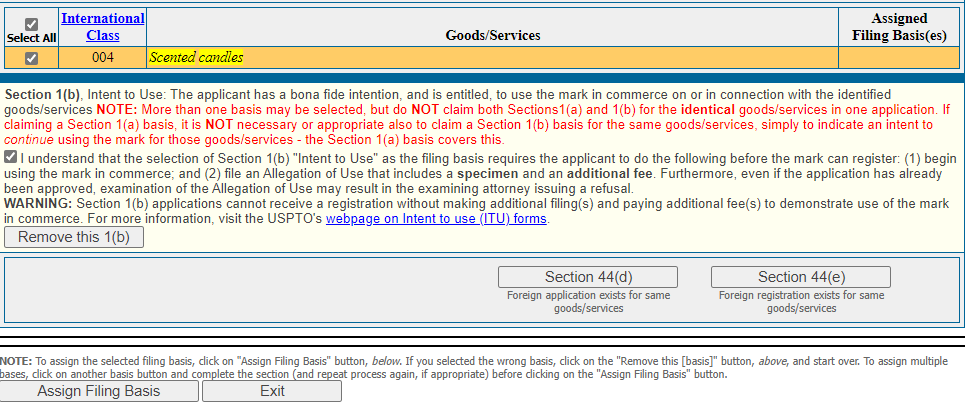 Select All International Class Goods/Services Assigned Filing Basis(es)
004 Scented candles
Section 1(b), Intent to Use: The applicant has a bona fide intention, and is entitled, to use the mark in commerce on or in connection with the identified
goods/services NOTE: More than one basis may be selected, but do NOT claim both Sections1(a) and 1(b) for the identical goods/services in one application. If
claiming a Section 1(a) basis, it is NOT necessary or appropriate also to claim a Section 1(b) basis for the same goods/services, simply to indicate an intent to
continue using the mark for those goods/services - the Section 1(a) basis covers this.
I understand that the selection of Section 1(b) "Intent to Use" as the filing basis requires the applicant to do the following before the mark can register: (1) begin
using the mark in commerce; and (2) file an Allegation of Use that includes a specimen and an additional fee. Furthermore, even if the application has already
been approved, examination of the Allegation of Use may result in the examining attorney issuing a refusal.
WARNING: Section 1(b) applications cannot receive a registration without making additional filing(s) and paying additional fee(s) to demonstrate use of the mark
in commerce. For more information, visit the USPTO's webpage on Intent to use (ITU) forms.
Remove this 1(b)
Section 44(d) Section 44(e)
Foreign application exists for same Foreign registration exists for same
goods/services goods/services
NOTE: To assign the selected filing basis, click on "Assign Filing Basis" button, below. If you selected the wrong basis, click on the "Remove this [basis]" button, above, and start over. To assign multiple
bases, click on another basis button and complete the section (and repeat process again, if appropriate) before clicking on the "Assign Filing Basis" button.
Assign Filing Basis Exit